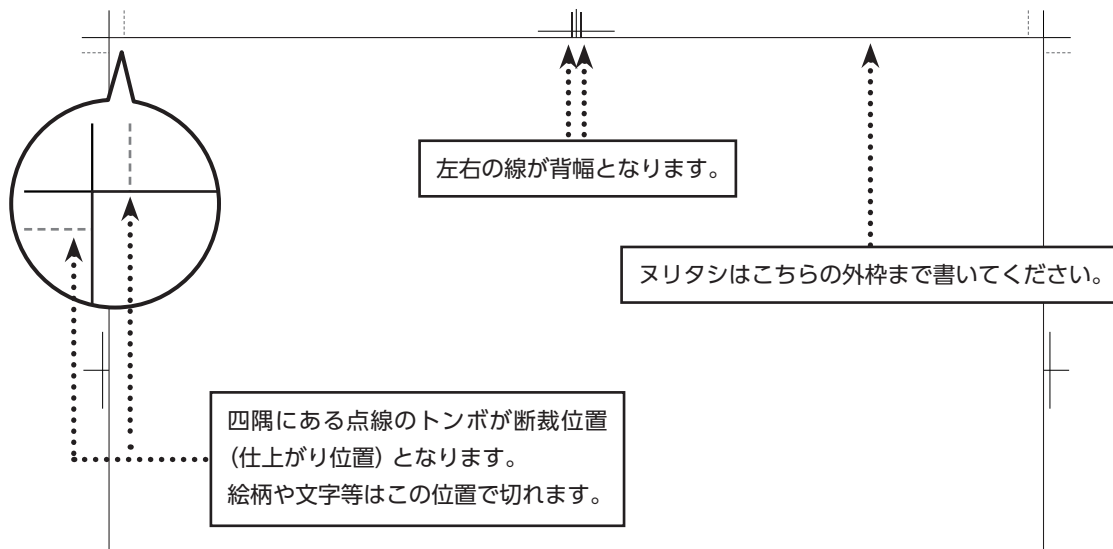 左右の線が背幅となります。
ヌリタシはこちらの外枠まで書いてください。
四隅にある点線のトンボが断裁位置
(仕上がり位置)となります。
絵柄や文字等はこの位置で切れます。